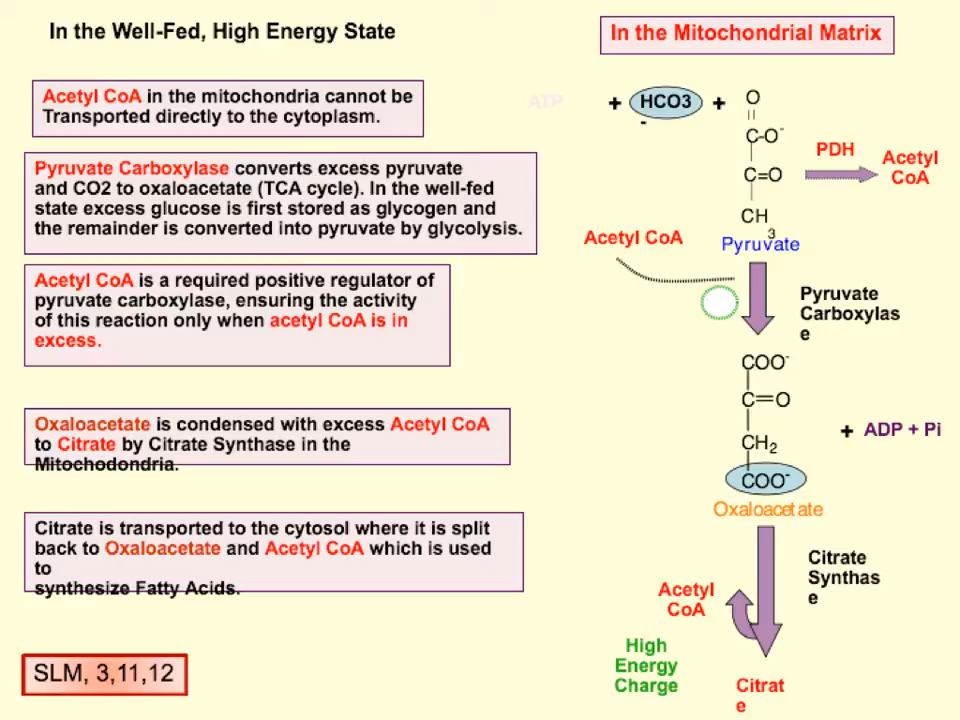 In the Well-Fed, High Energy State
In the Mitochondrial Matrix
Acetyl CoA in the mitochondria cannot be
Transported directly to the cytoplasm.
Pyruvate Carboxylase converts excess pyruvate
and CO2 to oxaloacetate (TCA cycle). In the well-fed
state excess glucose is first stored as glycogen and
the remainder is converted into pyruvate by glycolysis.
Acetyl CoA is a required positive regulator of
pyruvate carboxylase, ensuring the activity
of this reaction only when acetyl CoA is in
excess.
Oxaloacetate is condensed with excess Acetyl CoA
to Citrate by Citrate Synthase in the
Mitochodondria.
Citrate is transported to the cytosol where it is split
back to Oxaloacetate and Acetyl CoA which is used
to
synthesize Fatty Acids.
SLM, 3,11,12
ATP + HCO3 +
-
O
C-O-
C=O
CH
3
Pyruvate
PDH
Acetyl
CoA
Acetyl CoA
Pyruvate
Carboxylas
e
COO-
C=O
CH2
COO-
Oxaloacetate
+ ADP + Pi
Citrate
Synthas
e
Acetyl
CoA
High
Energy
Charge
Citrat
e